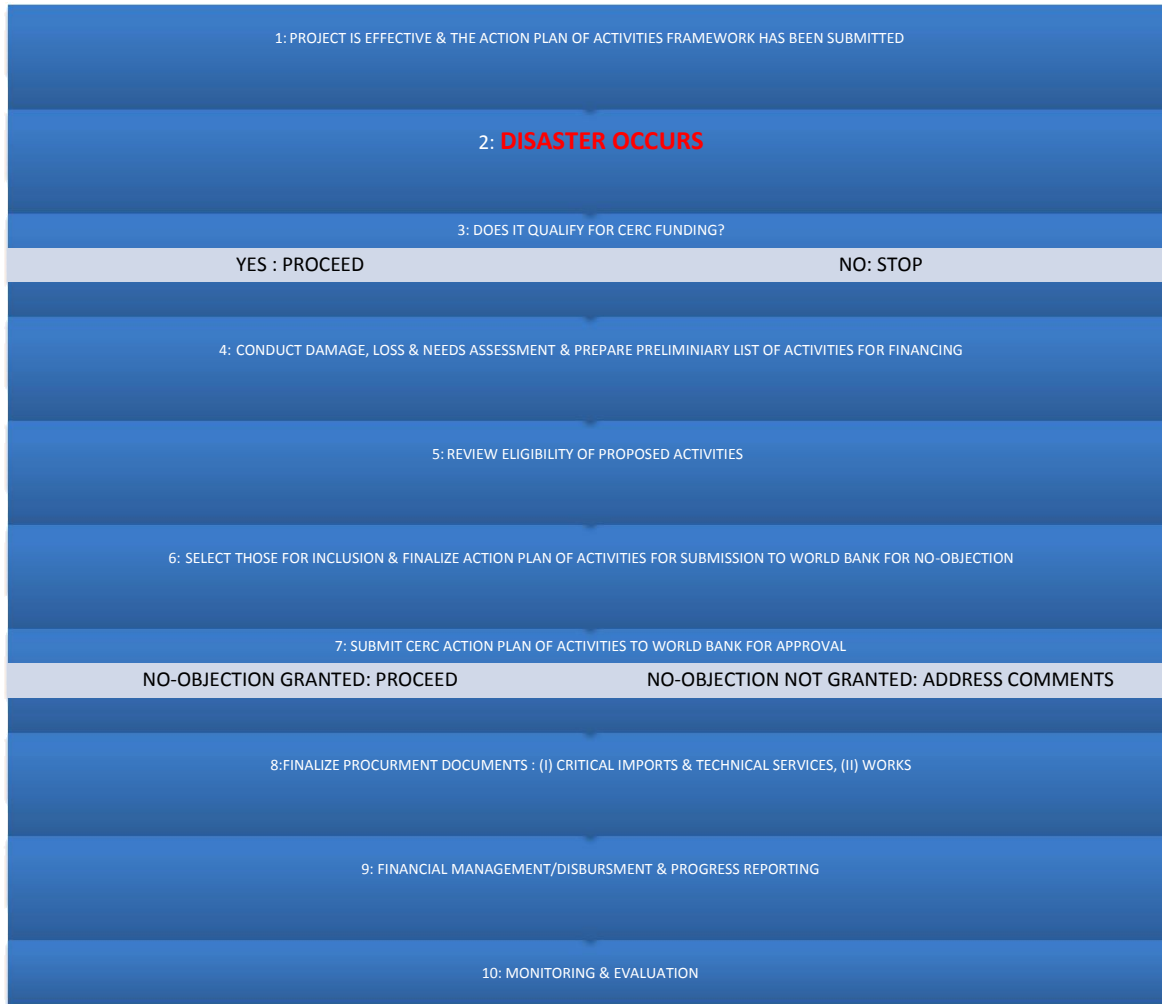 1: PROJECT IS EFFECTIVE & THE ACTION PLAN OF ACTIVITIES FRAMEWORK HAS BEEN SUBMITTED
2: DISASTER OCCURS
3: DOES IT QUALIFY FOR CERC FUNDING?
YES : PROCEED NO: STOP
4: CONDUCT DAMAGE, LOSS & NEEDS ASSESSMENT & PREPARE PRELIMINIARY LIST OF ACTIVITIES FOR FINANCING
5: REVIEW ELIGIBILITY OF PROPOSED ACTIVITIES
6: SELECT THOSE FOR INCLUSION & FINALIZE ACTION PLAN OF ACTIVITIES FOR SUBMISSION TO WORLD BANK FOR NO-OBJECTION
7: SUBMIT CERC ACTION PLAN OF ACTIVITIES TO WORLD BANK FOR APPROVAL
NO-OBJECTION GRANTED: PROCEED NO-OBJECTION NOT GRANTED: ADDRESS COMMENTS
8:FINALIZE PROCURMENT DOCUMENTS : (I) CRITICAL IMPORTS & TECHNICAL SERVICES, (II) WORKS
9: FINANCIAL MANAGEMENT/DISBURSMENT & PROGRESS REPORTING
10: MONITORING & EVALUATION